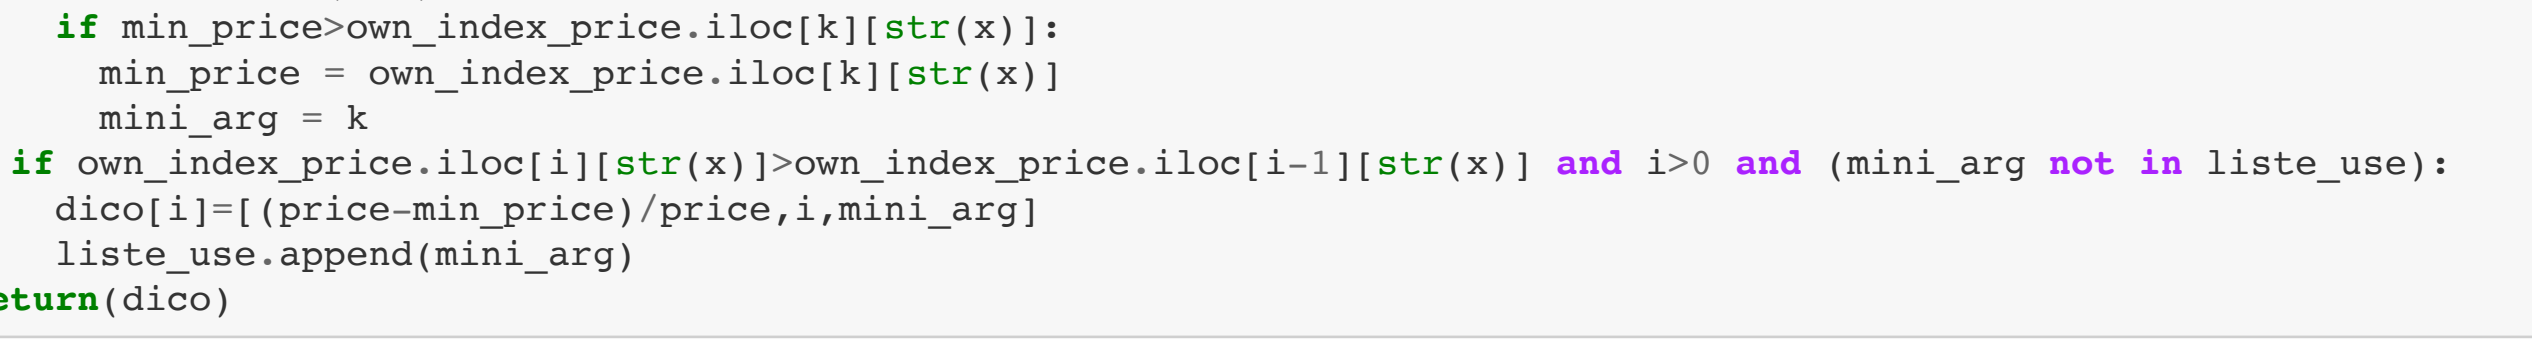 if min_price>own_index_price.iloc[k][str(x)]:
min_price = own_index_price.iloc[k][str(x)]
mini_arg = k
if own_index_price.iloc[i][str(x)]>own_index_price.iloc[i-1][str(x)] and i>0 and (mini_arg not in liste_use):
dico[i]=[(price-min_price)/price,i,mini_arg]
liste_use.append(mini_arg)
eturn(dico)